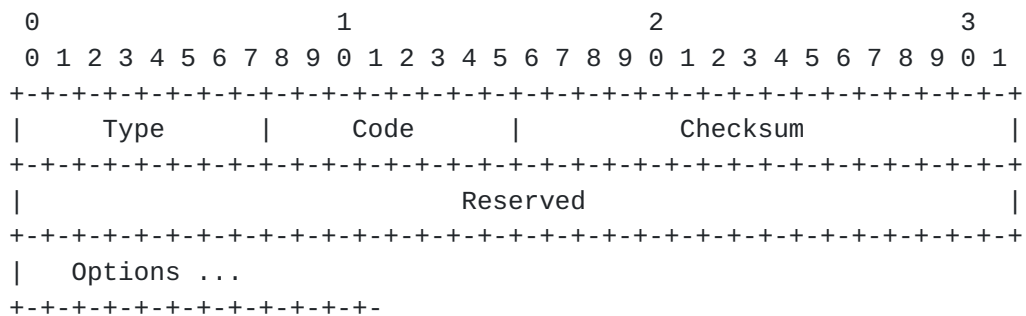 0                   1                   2                   3
 0 1 2 3 4 5 6 7 8 9 0 1 2 3 4 5 6 7 8 9 0 1 2 3 4 5 6 7 8 9 0 1
+-+-+-+-+-+-+-+-+-+-+-+-+-+-+-+-+-+-+-+-+-+-+-+-+-+-+-+-+-+-+-+-+
|     Type      |     Code      |          Checksum             |
+-+-+-+-+-+-+-+-+-+-+-+-+-+-+-+-+-+-+-+-+-+-+-+-+-+-+-+-+-+-+-+-+
|                            Reserved                           |
+-+-+-+-+-+-+-+-+-+-+-+-+-+-+-+-+-+-+-+-+-+-+-+-+-+-+-+-+-+-+-+-+
|   Options ...
+-+-+-+-+-+-+-+-+-+-+-+-